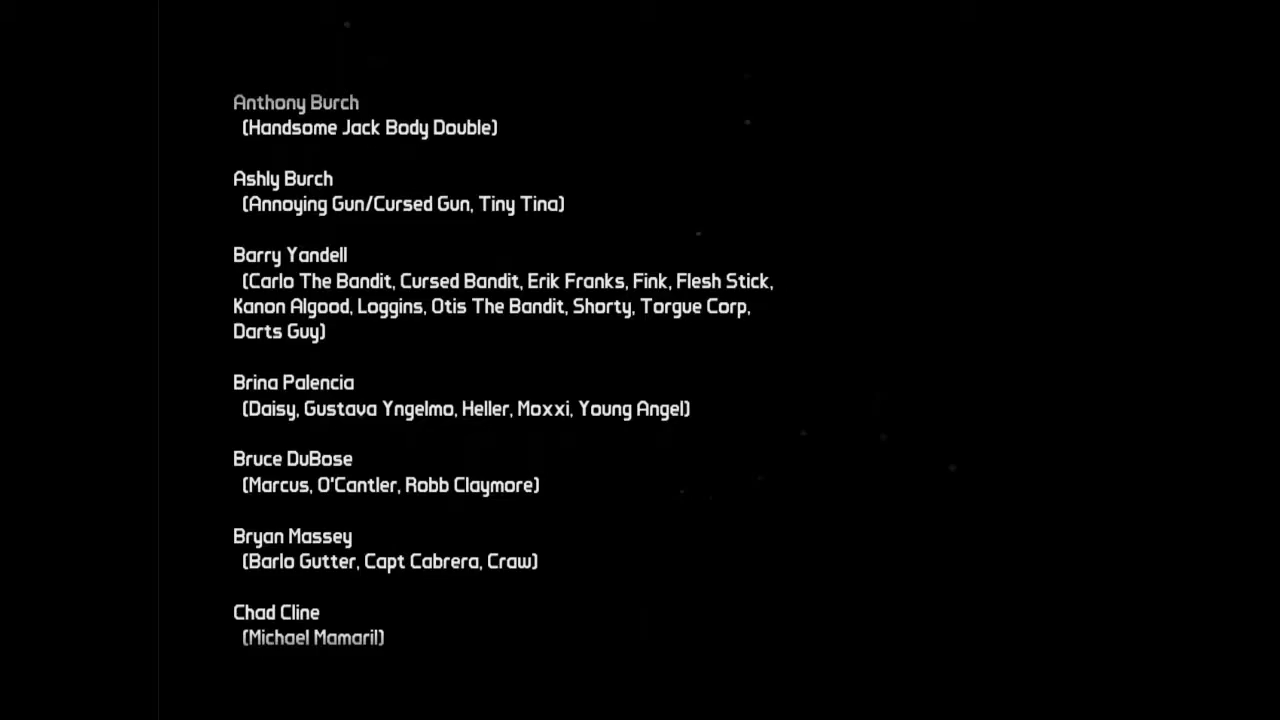 Anthony Burch
(Handsome Jack Body Double)
Ashly Burch
(Annoying Gun/Cursed Gun, Tiny Tina)
Barry Yandell
(Carlo The Bandit, Cursed Bandit, Erik Franks, Fink, Flesh Stick,
Kanon Algood, Loggins, Otis The Bandit, Shorty, Torgue Corp,
Darts Guy)
Brina Palencia
(Daisy, Gustava Yngelmo, Heller, Moxxi, Young Angel)
Bruce DuBose
(Marcus, O'Cantler, Robb Claymore)
Bryan Massey
(Barlo Gutter, Capt Cabrera, Craw)
Chad Cline
(Michael Mamaril)